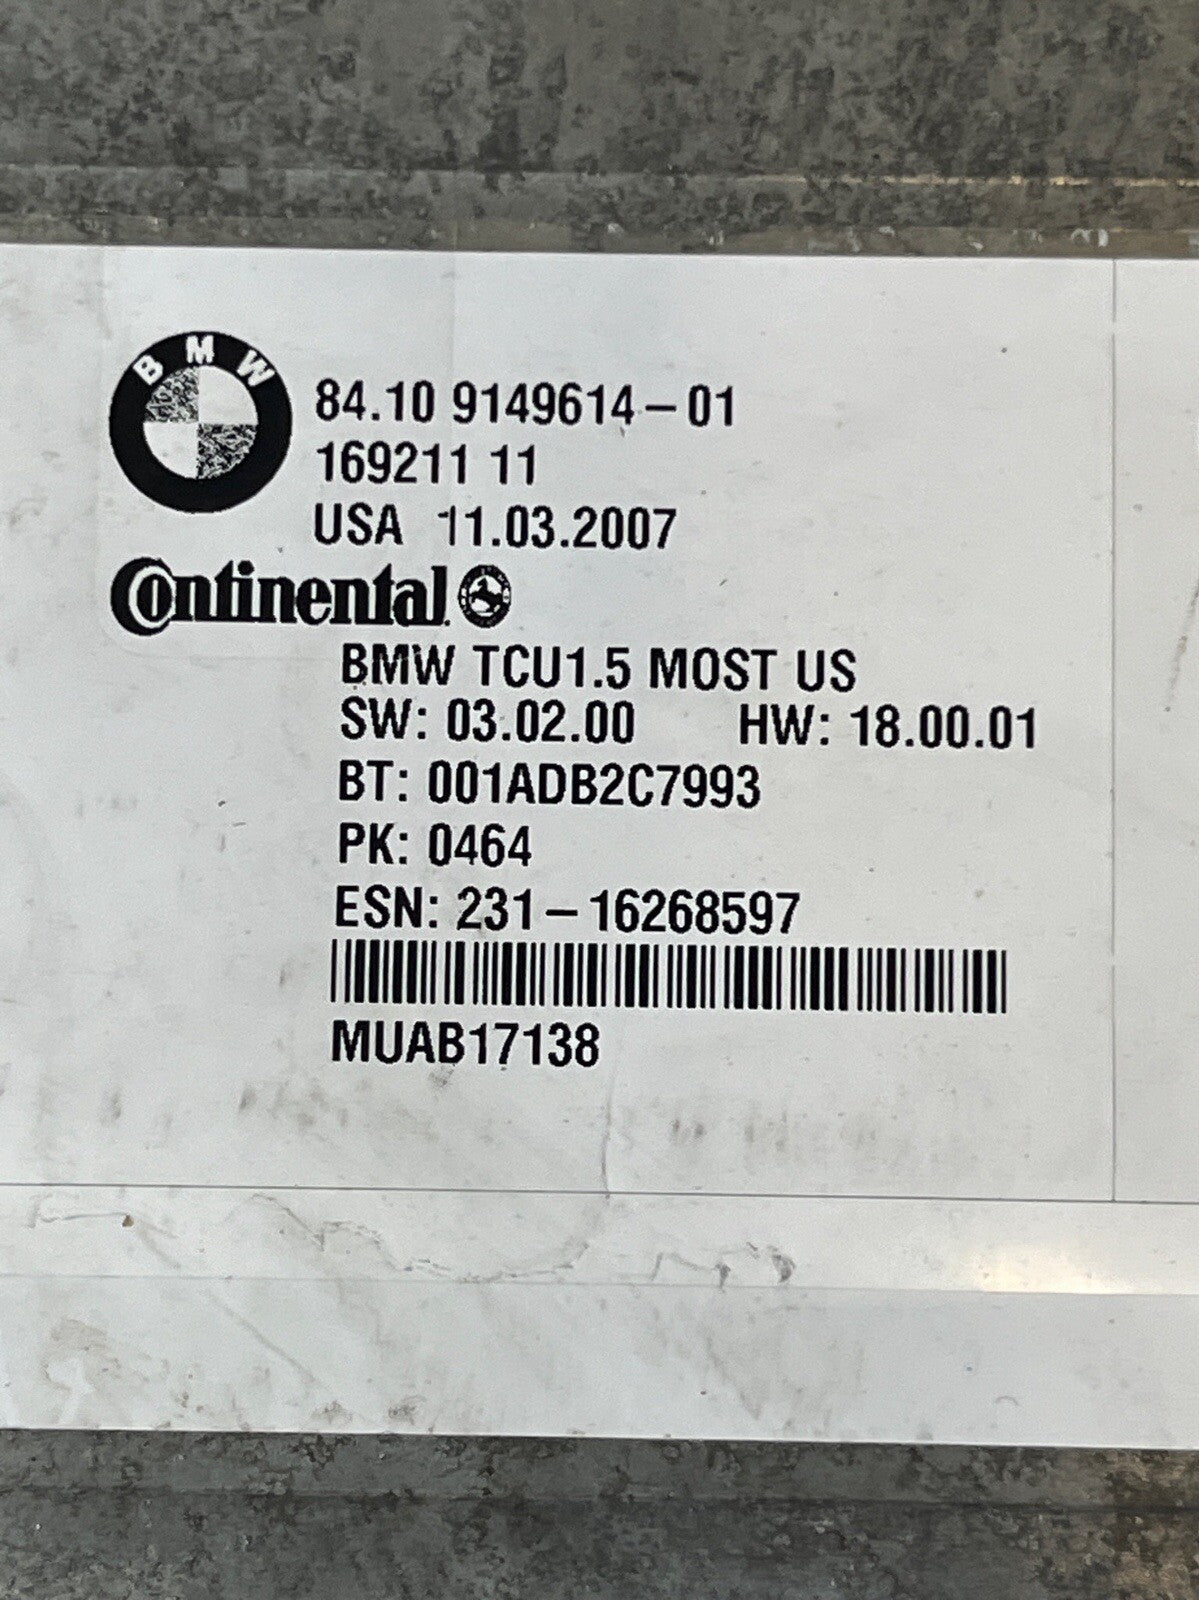 BMW
84.10 9149614-01
169211 11
USA 11.03.2007
Continental
BMW TCU1.5 MOST US
SW: 03.02.00 HW: 18.00.01
BT: 001ADB2C7993
PK: 0464
ESN: 231-16268597
MUAB17138